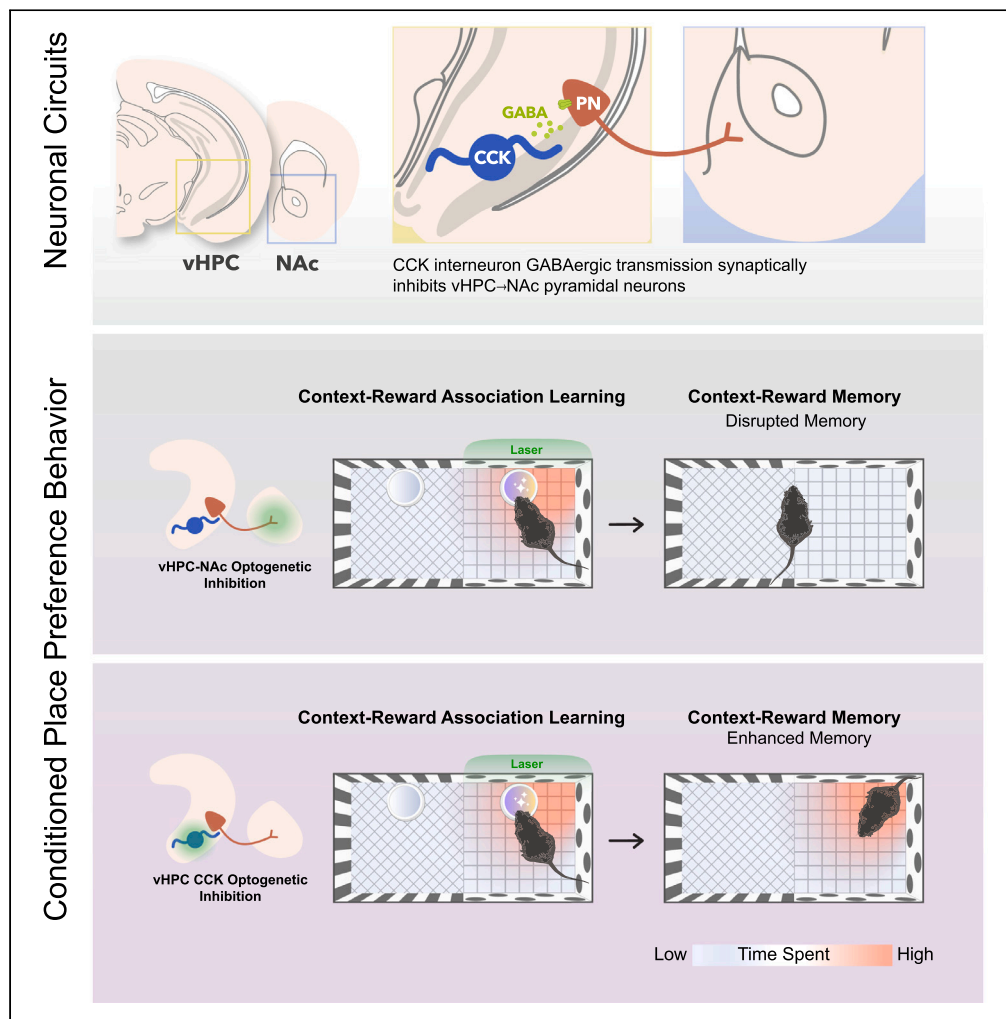 Neuronal Circuits
GABA
PN
CCK
vHPC
NAc
CCK interneuron GABAergic transmission synaptically
inhibits vHPC→NAc pyramidal neurons
Conditioned Place Preference Behavior
Context-Reward Association Learning
Context-Reward Memory
Disrupted Memory
Laser
vHPC-NAc Optogenetic
Inhibition
Context-Reward Association Learning
Context-Reward Memory
Enhanced Memory
Laser
vHPC CCK Optogenetic
Inhibition
Low
Time Spent
High